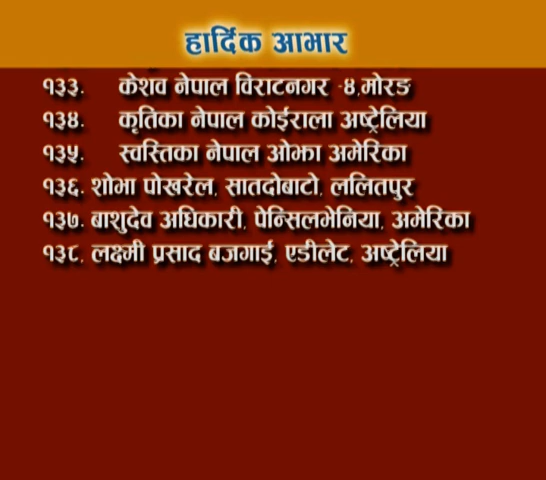 हार्दिक आभार
१३३. केशव नेपाल विराटनगर -४,मोरङ
१३४. कृतिका नेपाल कोईराला अष्ट्रेलिया
१३५. स्वस्तिका नेपाल ओझा अमेरिका
१३६. शोभा पोखरेल, सातदोबाटो, ललितपुर
१३७. बाशुदेव अधिकारी, पेन्सिलभेनिया, अमेरिका
१३८. लक्ष्मी प्रसाद बजगाई, एडीलेट, अष्ट्रेलिया